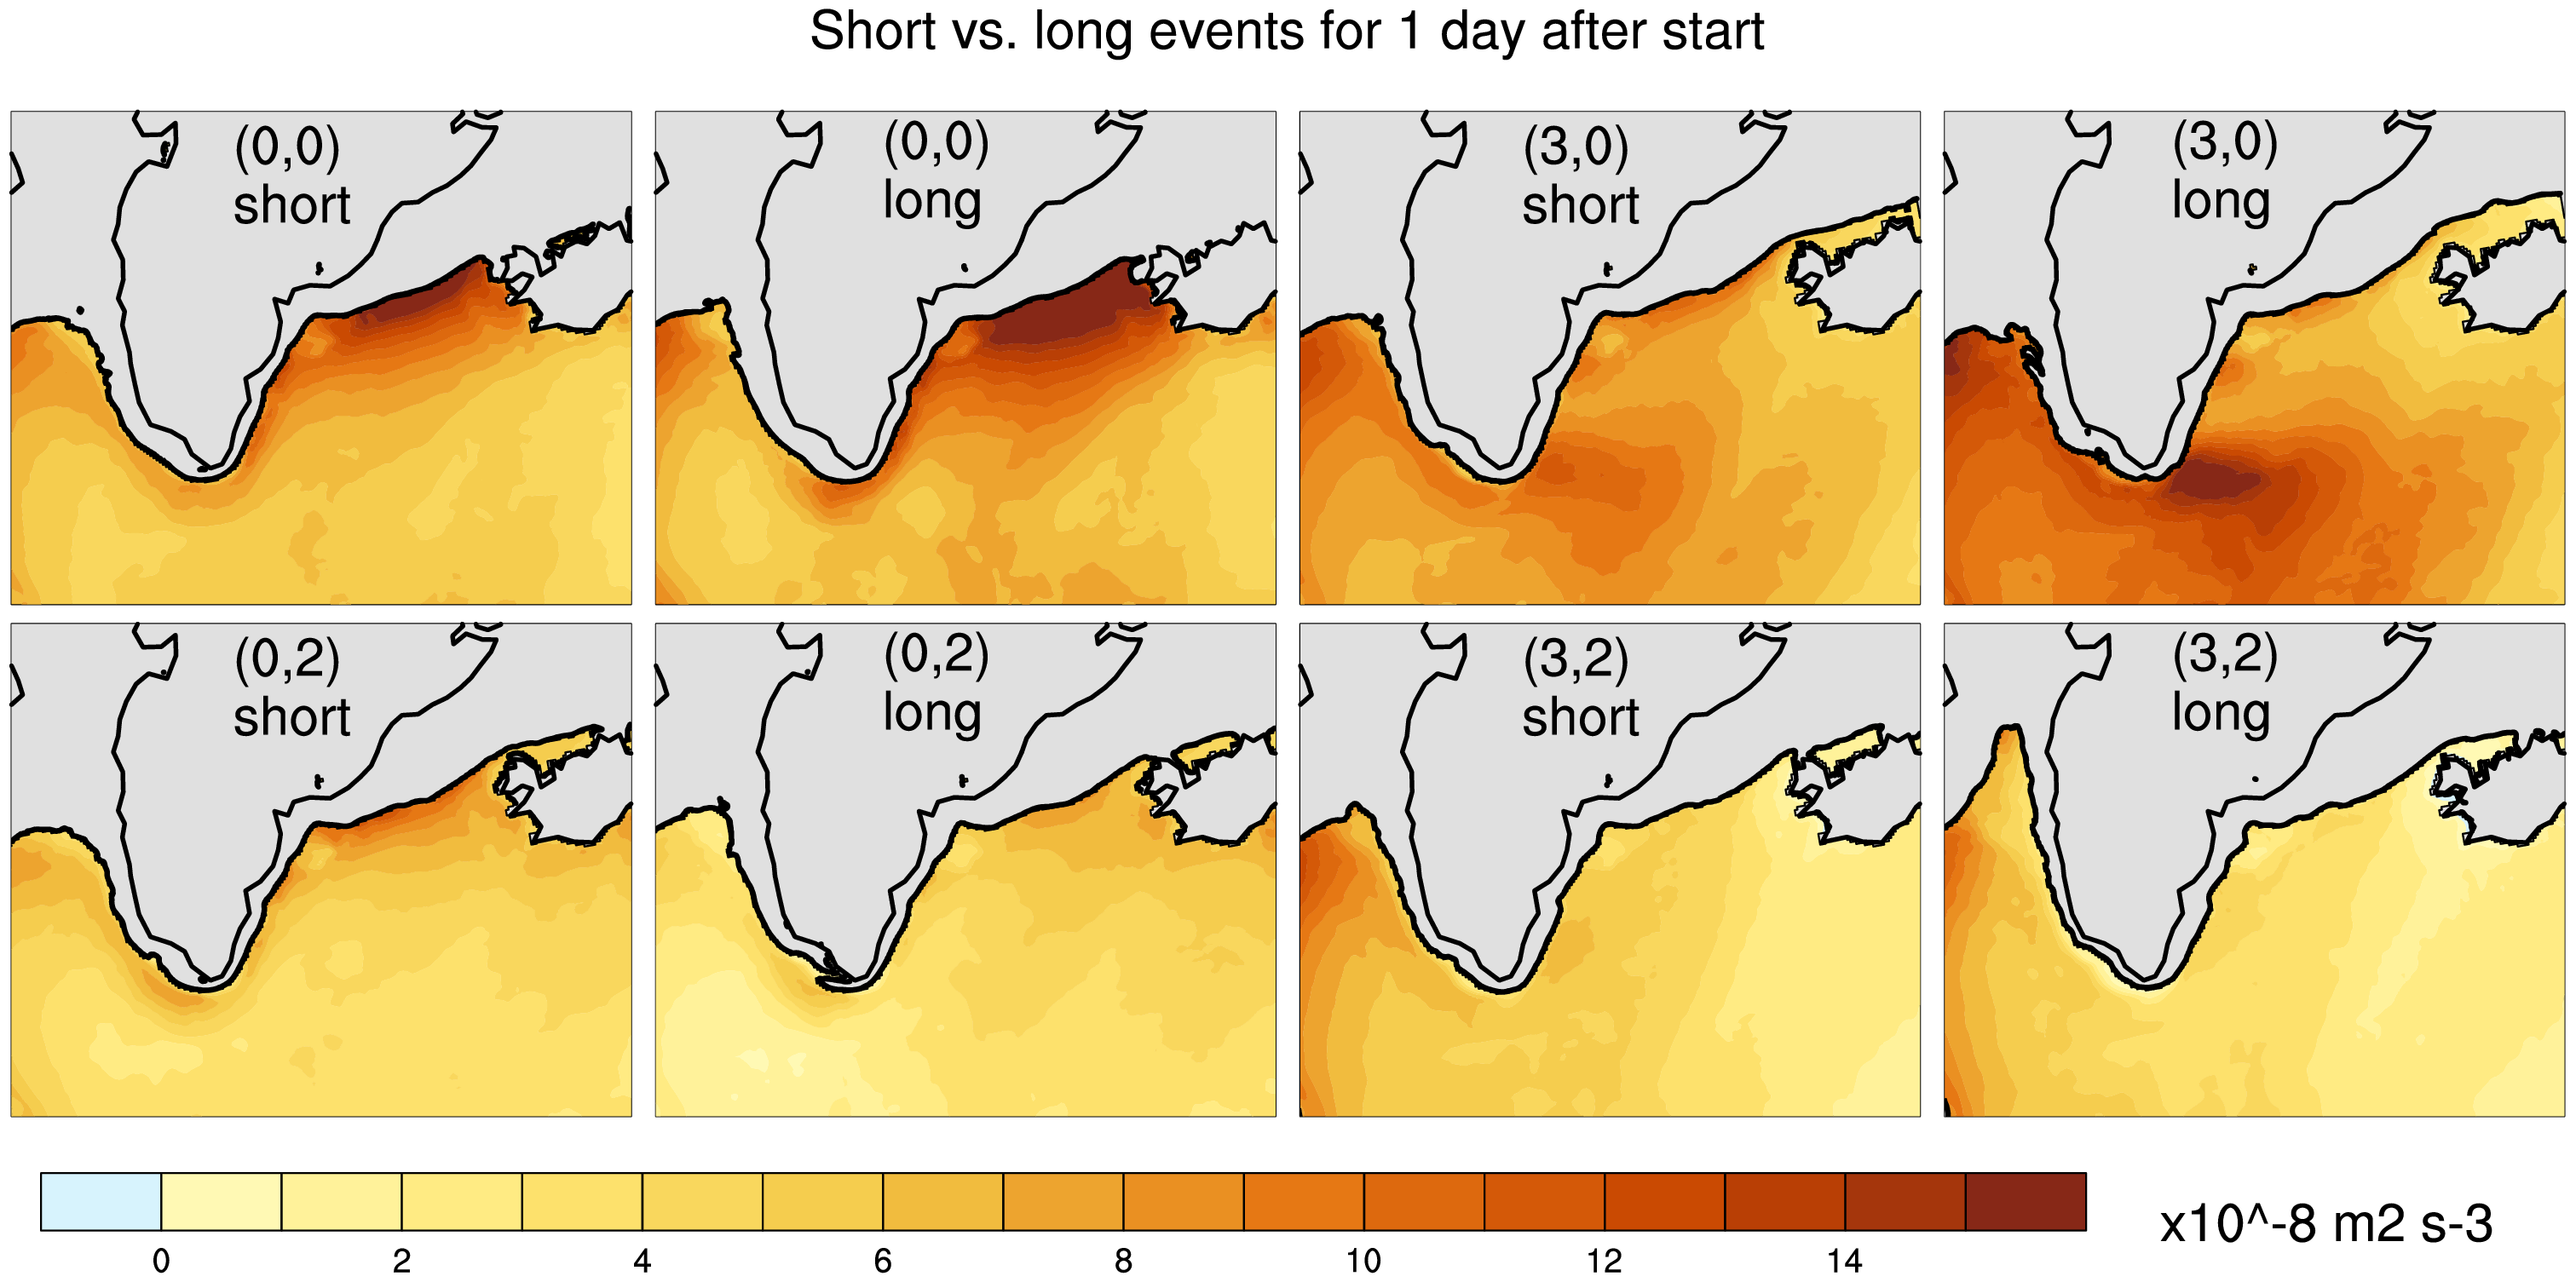 Short vs. long events for 1 day after start
(0,0)
short
(0,0)
long
(3,0)
short
(3,0)
long
(0,2)
short
(0,2)
long
(3,2)
short
(3,2)
long
0 2 4 6 8 10 12 14
x10^-8 m2 s-3